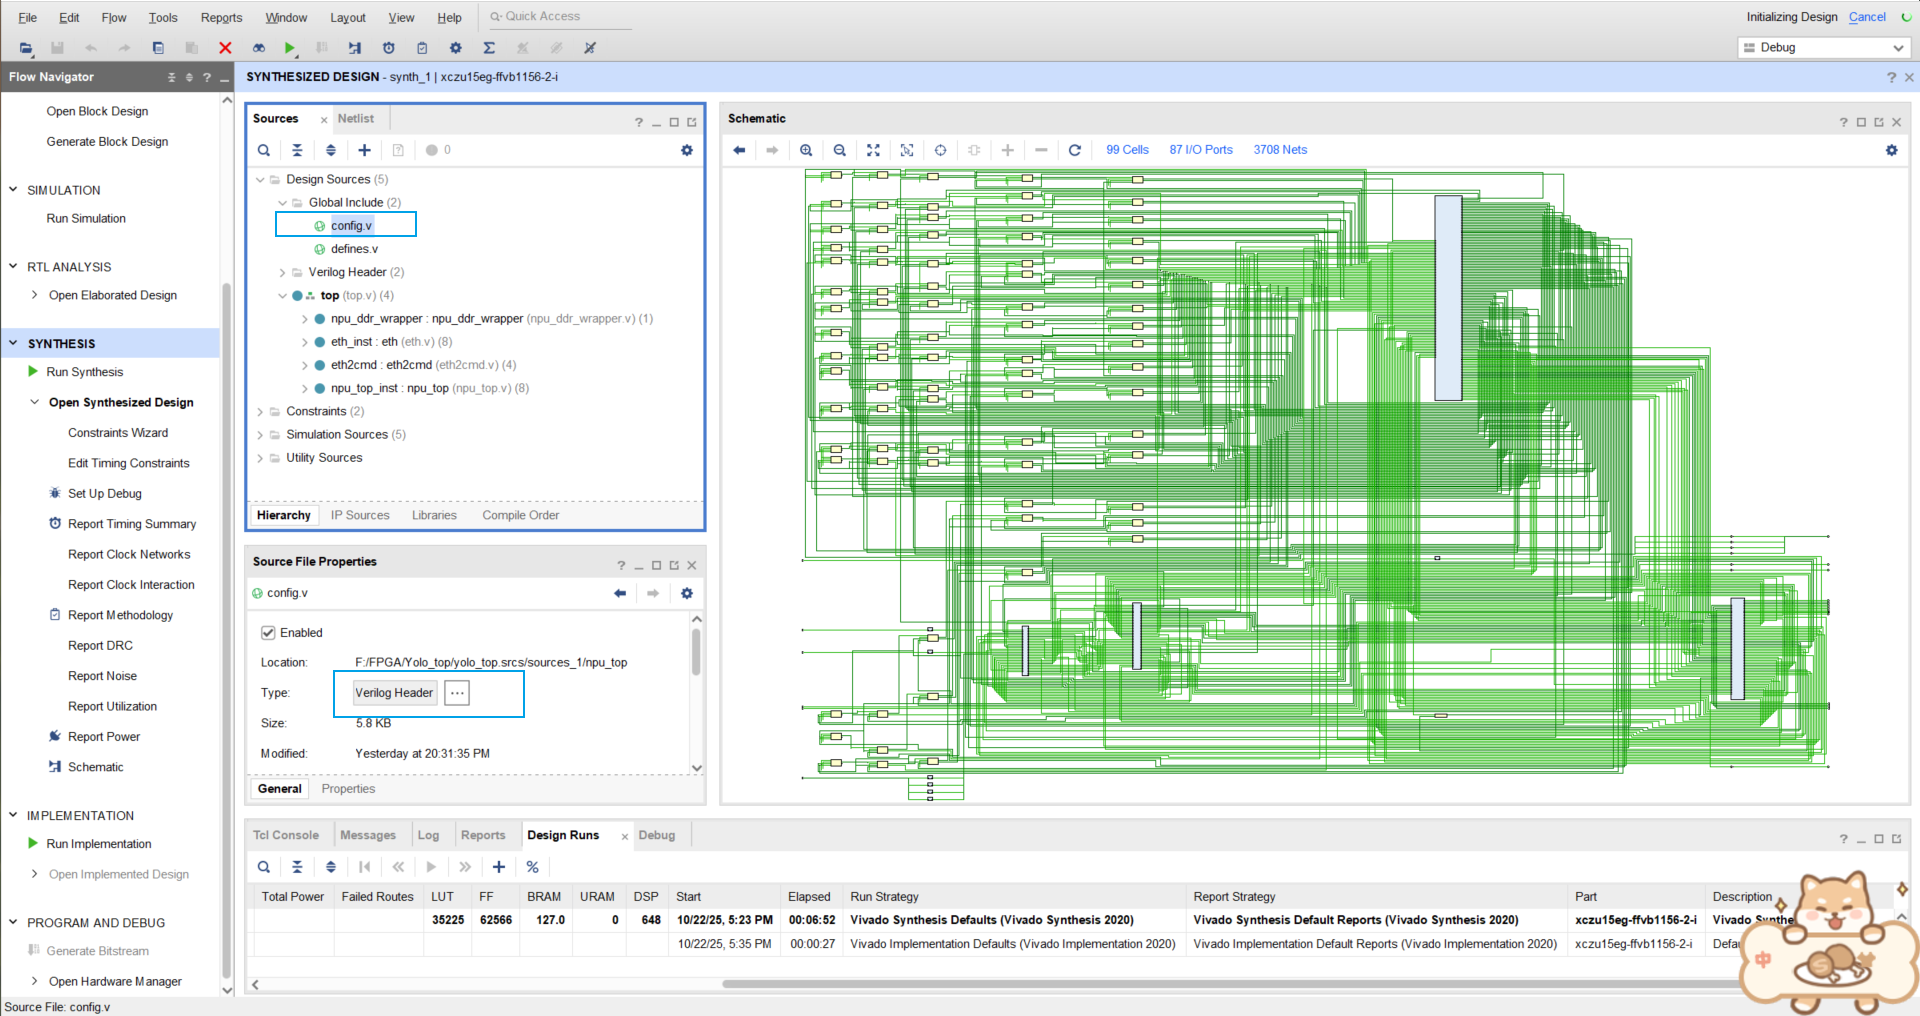 File Edit Flow Tools Reports Window Layout View Help Quick Access
Initializing Design Cancel
Debug
Flow Navigator
SYNTHESIZED DESIGN - synth_1 | xczu15eg-ffvb1156-2-i
Open Block Design
Generate Block Design
SIMULATION
Run Simulation
RTL ANALYSIS
Open Elaborated Design
SYNTHESIS
Run Synthesis
Open Synthesized Design
Constraints Wizard
Edit Timing Constraints
Set Up Debug
Report Timing Summary
Report Clock Networks
Report Clock Interaction
Report Methodology
Report DRC
Report Noise
Report Utilization
Report Power
Schematic
IMPLEMENTATION
Run Implementation
Open Implemented Design
PROGRAM AND DEBUG
Generate Bitstream
Open Hardware Manager
Sources Netlist
0
Design Sources (5)
Global Include (2)
config.v
defines.v
Verilog Header (2)
top (top.v) (4)
npu_ddr_wrapper : npu_ddr_wrapper (npu_ddr_wrapper.v) (1)
eth_inst : eth (eth.v) (8)
eth2cmd : eth2cmd (eth2cmd.v) (4)
npu_top_inst : npu_top (npu_top.v) (8)
Constraints (2)
Simulation Sources (5)
Utility Sources
Hierarchy IP Sources Libraries Compile Order
Source File Properties
config.v
Enabled
Location: F:/FPGA/Yolo_top/yolo_top.srcs/sources_1/npu_top
Type: Verilog Header ...
Size: 5.8 KB
Modified: Yesterday at 20:31:35 PM
General Properties
Schematic
99 Cells 87 I/O Ports 3708 Nets
Tcl Console Messages Log Reports Design Runs Debug
Total Power Failed Routes LUT FF BRAM URAM DSP Start Elapsed Run Strategy Report Strategy Part Description
35225 62566 127.0 0 648 10/22/25, 5:23 PM 00:06:52 Vivado Synthesis Defaults (Vivado Synthesis 2020) Vivado Synthesis Default Reports (Vivado Synthesis 2020) xczu15eg-ffvb1156-2-i Vivado Synthe
10/22/25, 5:35 PM 00:00:27 Vivado Implementation Defaults (Vivado Implementation 2020) Vivado Implementation Default Reports (Vivado Implementation 2020) xczu15eg-ffvb1156-2-i Defau
中
Source File: config.v